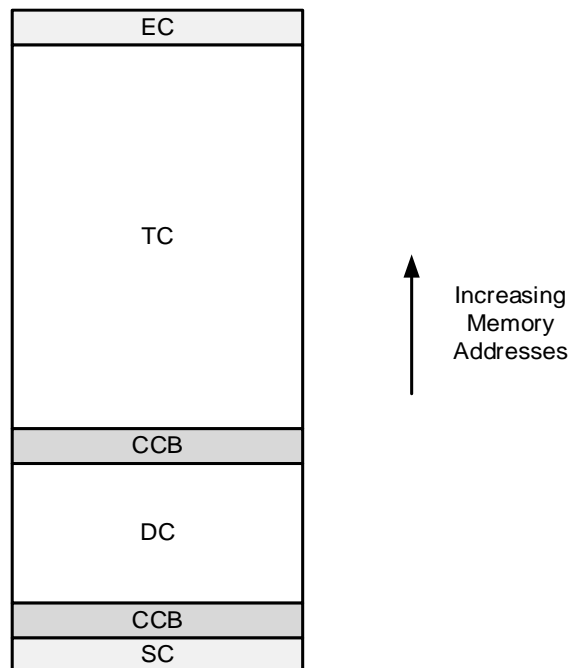 EC
TC
Increasing
Memory
Addresses
CCB
DC
CCB
SC